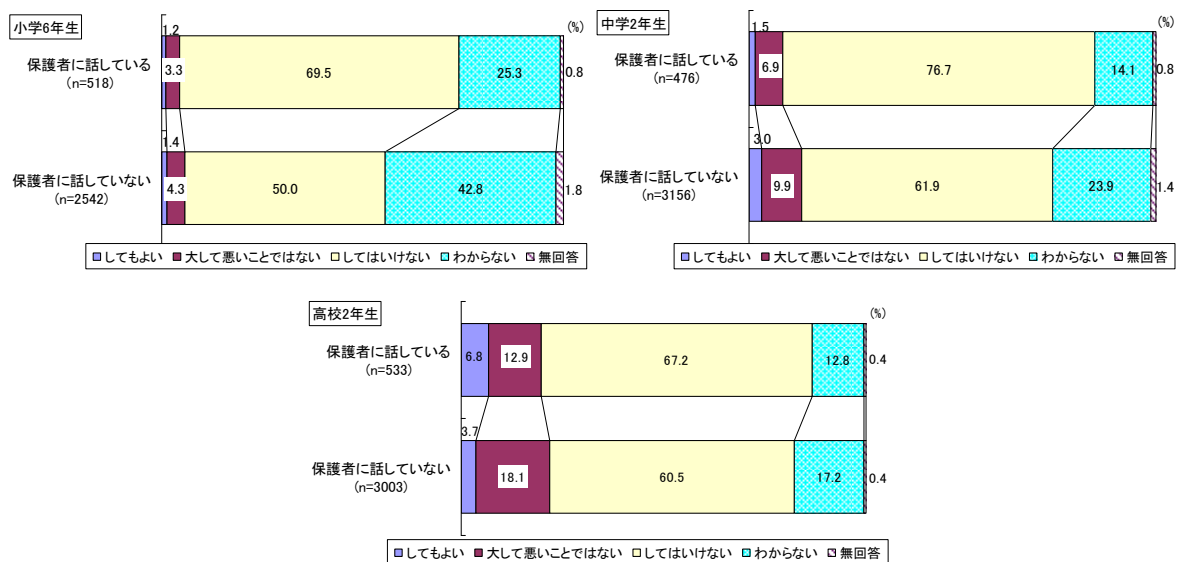 小学6年生
(%)
1.2
保護者に話している
(n=518)
3.3
69.5
25.3
0.8
1.4
保護者に話していない
(n=2542)
4.3
50.0
42.8
1.8
■してもよい ■大して悪いことではない □してはいけない ■わからない ■無回答
中学2年生
(%)
1.5
保護者に話している
(n=476)
6.9
76.7
14.1
0.8
3.0
保護者に話していない
(n=3156)
9.9
61.9
23.9
1.4
■してもよい ■大して悪いことではない □してはいけない ■わからない ■無回答
高校2年生
(%)
保護者に話している
(n=533)
6.8
12.9
67.2
12.8
0.4
3.7
保護者に話していない
(n=3003)
18.1
60.5
17.2
0.4
■してもよい ■大して悪いことではない □してはいけない ■わからない ■無回答